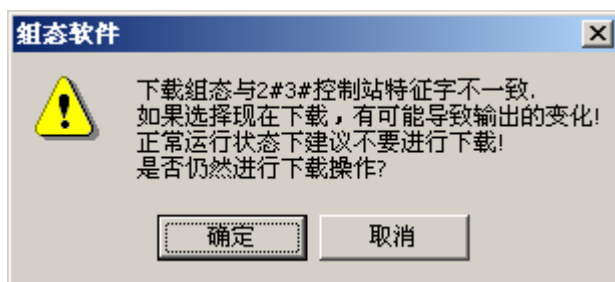 组态软件
下载组态与2#3#控制站特征字不一致.
如果选择现在下载，有可能导致输出的变化!
正常运行状态下建议不要进行下载!
是否仍然进行下载操作?
确定
取消